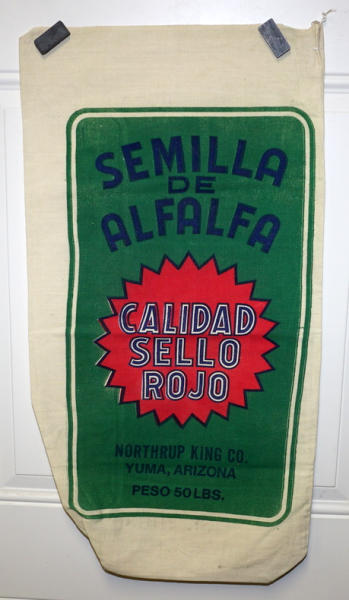 SEMILLA
DE
ALFALFA
CALIDAD
SELLO
ROJO
NORTHRUP KING CO.
YUMA, ARIZONA
PESO 50 LBS.